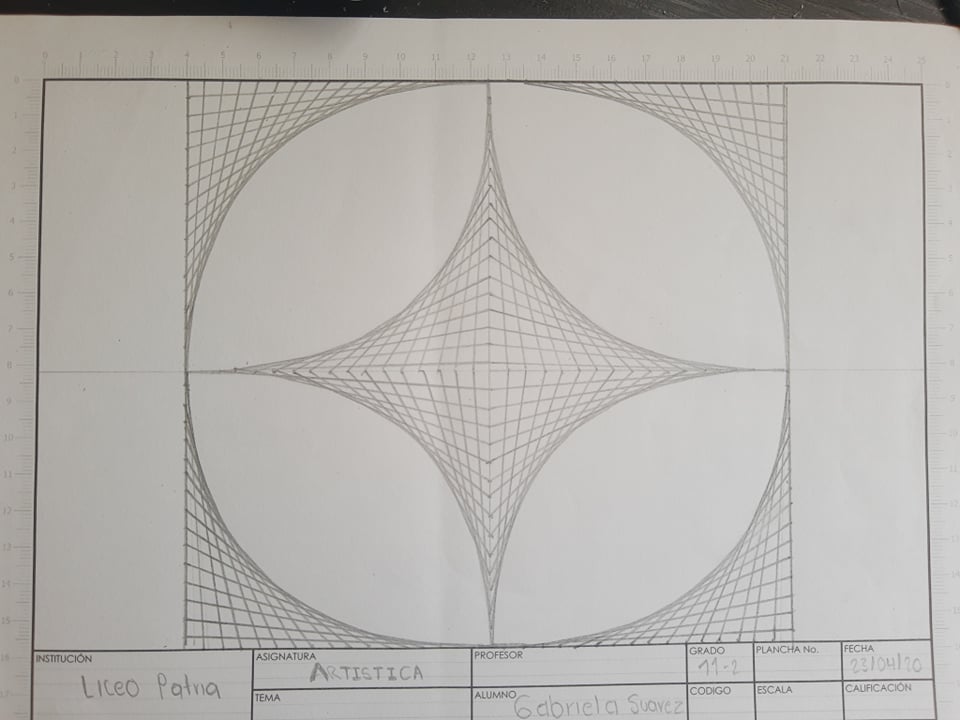 0 1 2 3 4 5 6 7 8 9 10 11 12 13 14 15 16 17 18 19 20 21 22 23 24 25
0
1
2
3
4
5
6
7
8
9
10
11
12
13
14
15
16
17
INSTITUCIÓN
Liceo Patria
ASIGNATURA
ARTISTICA
PROFESOR
GRADO
11-2
PLANCHA No.
FECHA
23/04/20
TEMA
ALUMNO
Gabriela Suarez
CODIGO
ESCALA
CALIFICACIÓN